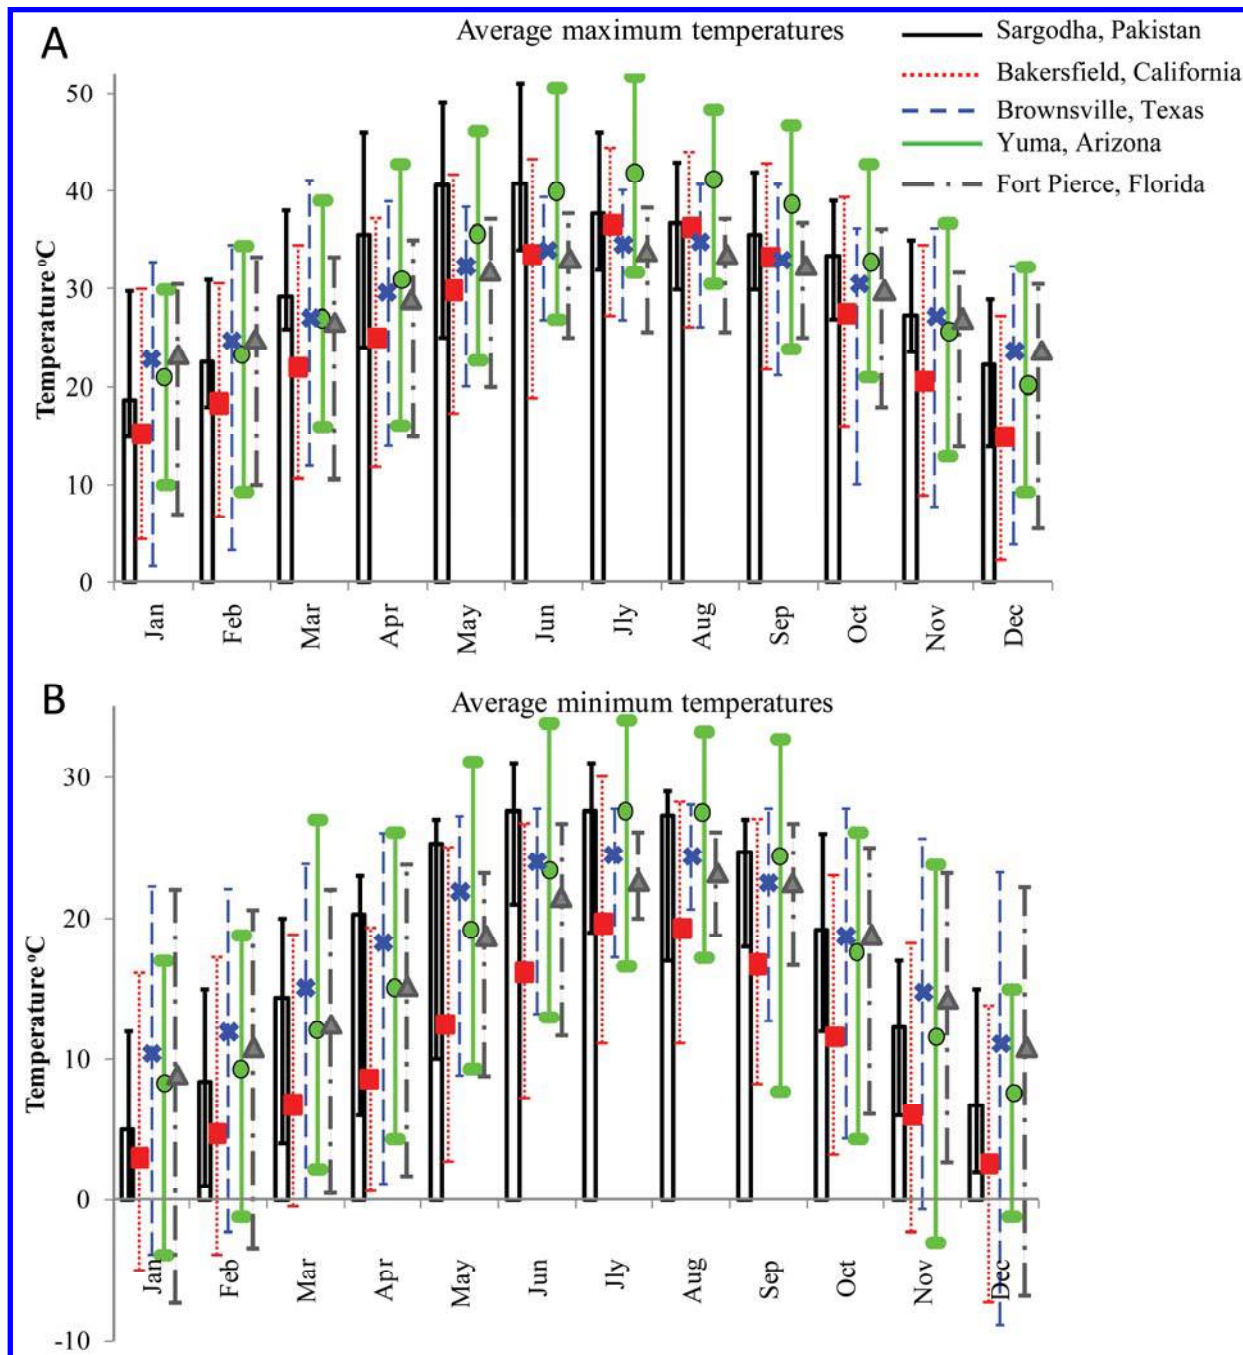 A
Average maximum temperatures
Sargodha, Pakistan
Bakersfield, California
Brownsville, Texas
Yuma, Arizona
Fort Pierce, Florida
Temperature°C
50
40
30
20
10
0
Jan Feb Mar Apr May Jun Jly Aug Sep Oct Nov Dec
B
Average minimum temperatures
Temperature°C
30
20
10
0
-10
Jan Feb Mar Apr May Jun Jly Aug Sep Oct Nov Dec